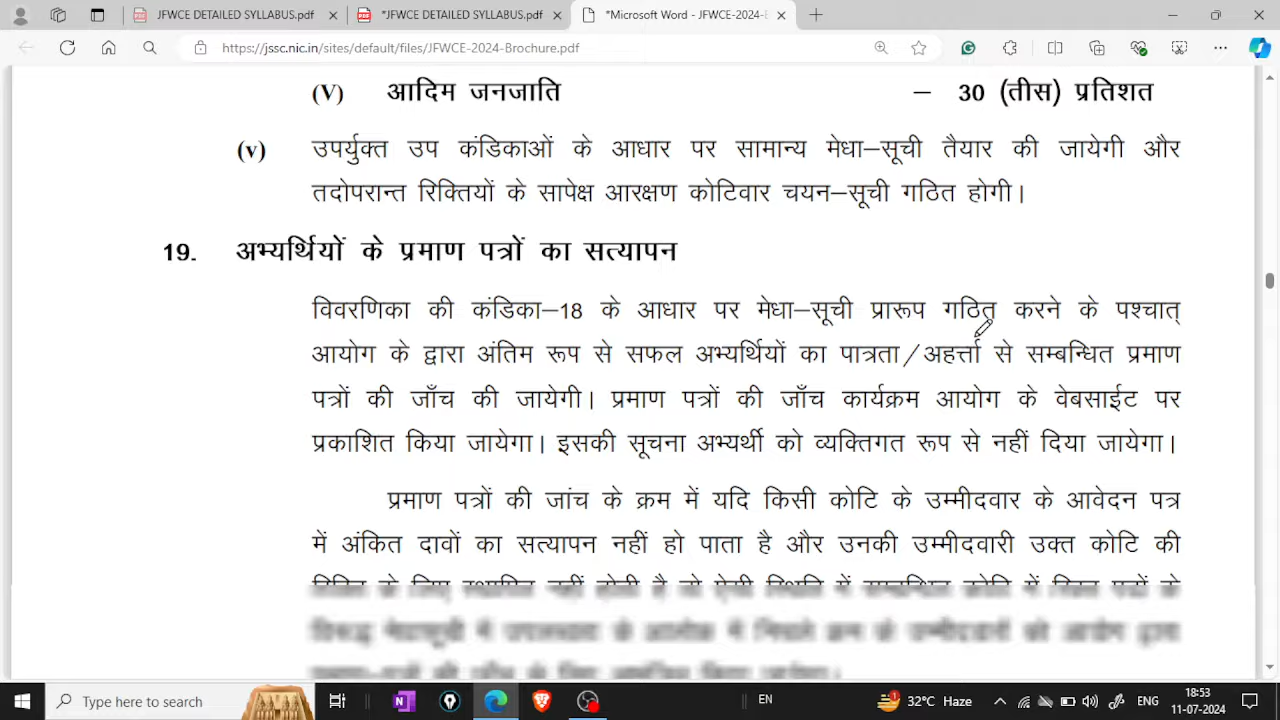 JFWCE DETAILED SYLLABUS.pdf
*JFWCE DETAILED SYLLABUS.pdf
*Microsoft Word - JFWCE-2024-
https://jssc.nic.in/sites/default/files/JFWCE-2024-Brochure.pdf
(V) आदिम जनजाति – 30 (तीस) प्रतिशत
(v) उपर्युक्त उप कंडिकाओं के आधार पर सामान्य मेधा–सूची तैयार की जायेगी और
तदोपरान्त रिक्तियों के सापेक्ष आरक्षण कोटिवार चयन–सूची गठित होगी।
19. अभ्यर्थियों के प्रमाण पत्रों का सत्यापन
विवरणिका की कंडिका–18 के आधार पर मेधा–सूची प्रारूप गठित करने के पश्चात्
आयोग के द्वारा अंतिम रूप से सफल अभ्यर्थियों का पात्रता/अहर्त्ता से सम्बन्धित प्रमाण
पत्रों की जाँच की जायेगी। प्रमाण पत्रों की जाँच कार्यक्रम आयोग के वेबसाईट पर
प्रकाशित किया जायेगा। इसकी सूचना अभ्यर्थी को व्यक्तिगत रूप से नहीं दिया जायेगा।
प्रमाण पत्रों की जांच के क्रम में यदि किसी कोटि के उम्मीदवार के आवेदन पत्र
में अंकित दावों का सत्यापन नहीं हो पाता है और उनकी उम्मीदवारी उक्त कोटि की
Type here to search
EN
1
32°C Haze
ENG
18:53
11-07-2024